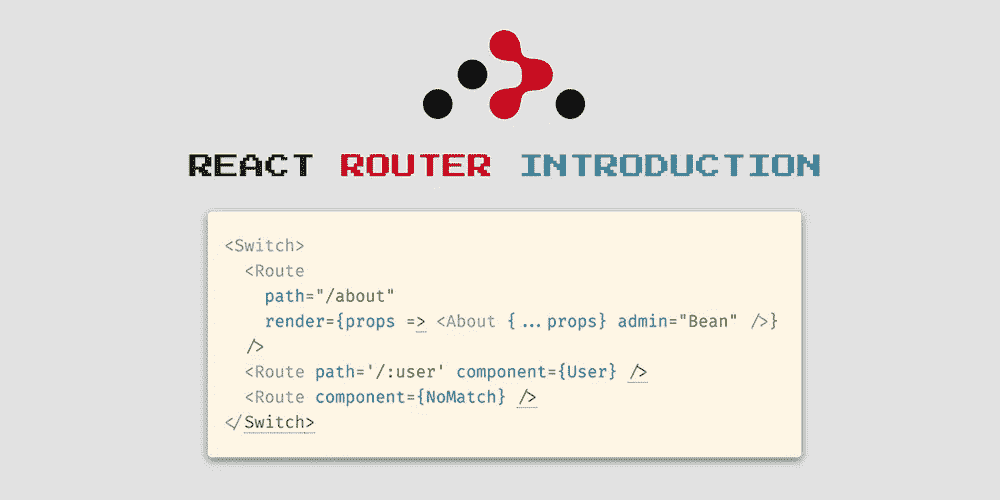 REACT ROUTER INTRODUCTION
<Switch>
  <Route
    path="/about"
    render={props => <About {...props} admin="Bean" />}
  />
  <Route path='/:user' component={User} />
  <Route component={NoMatch} />
</Switch>